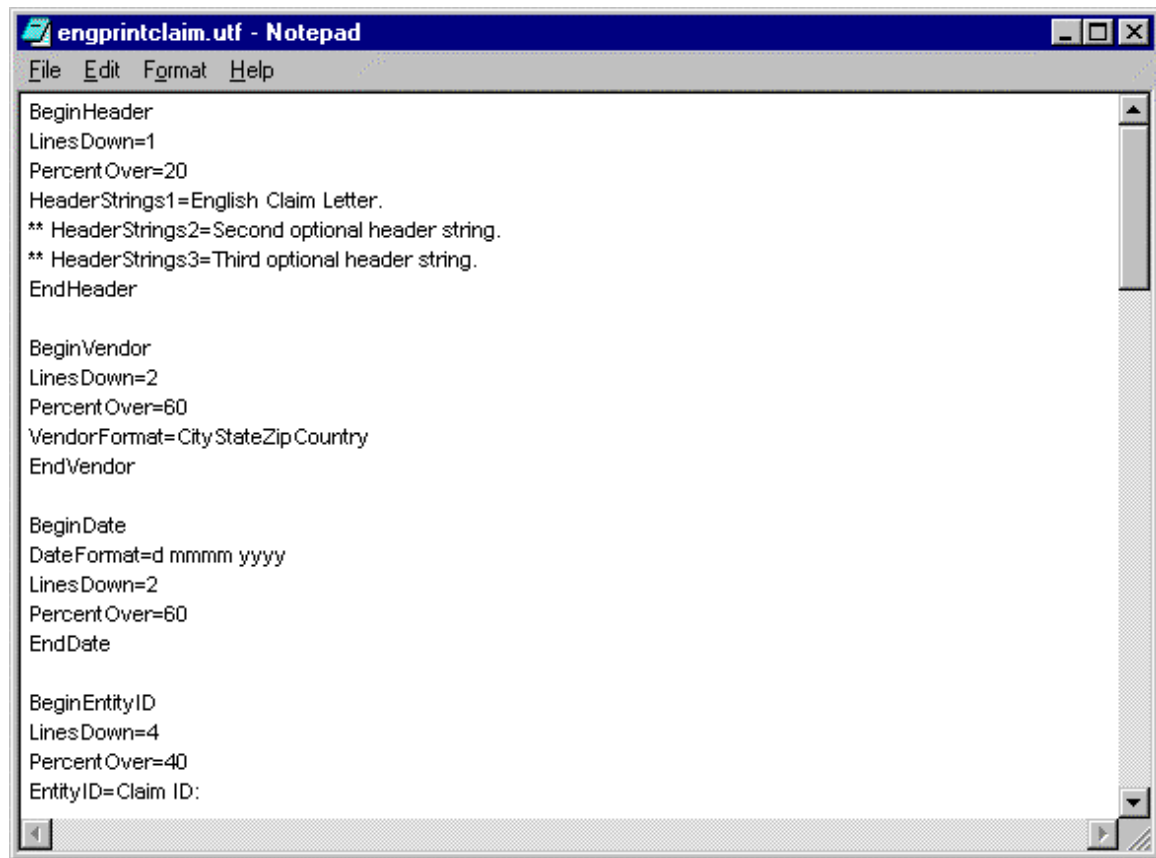 engprintclaim.utf - Notepad
File Edit Format Help
BeginHeader
LinesDown=1
PercentOver=20
HeaderStrings1=English Claim Letter.
** HeaderStrings2=Second optional header string.
** HeaderStrings3=Third optional header string.
EndHeader

BeginVendor
LinesDown=2
PercentOver=60
VendorFormat=CityStateZipCountry
EndVendor

BeginDate
DateFormat=d mmmm yyyy
LinesDown=2
PercentOver=60
EndDate

BeginEntityID
LinesDown=4
PercentOver=40
EntityID=Claim ID: